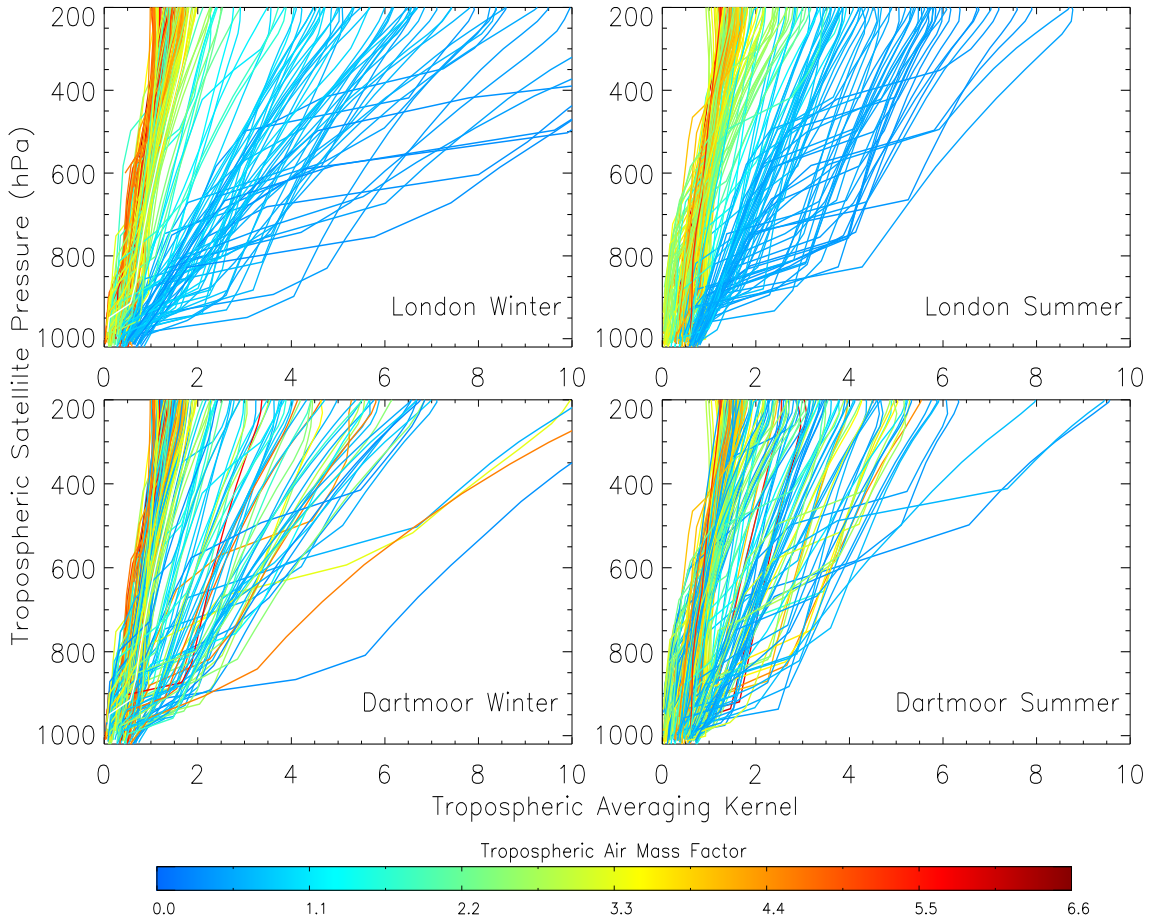 200
400
600
800
1000
London Winter
0 2 4 6 8 10
200
400
600
800
1000
London Summer
0 2 4 6 8 10
Tropospheric Satellilte Pressure (hPa)
200
400
600
800
1000
Dartmoor Winter
0 2 4 6 8 10
200
400
600
800
1000
Dartmoor Summer
0 2 4 6 8 10
Tropospheric Averaging Kernel
Tropospheric Air Mass Factor
0.0 1.1 2.2 3.3 4.4 5.5 6.6